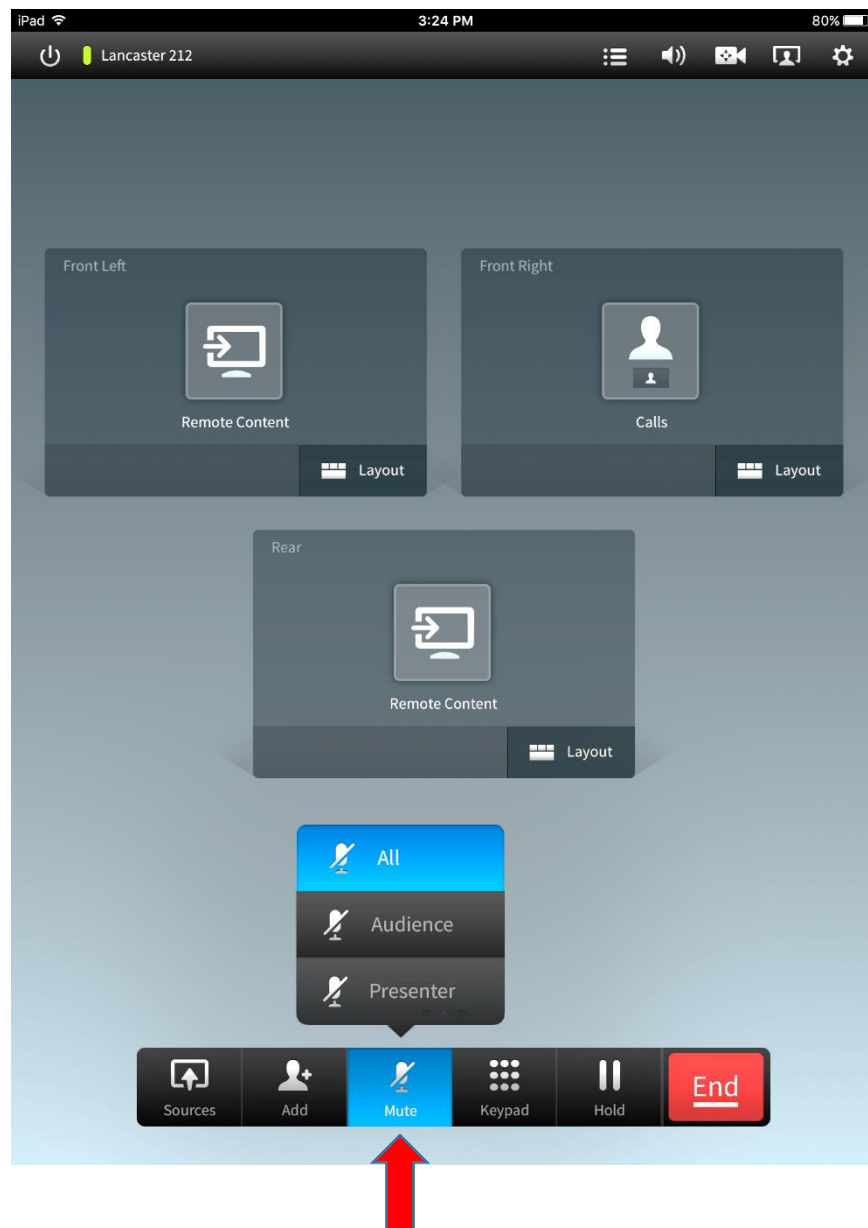 iPad 3:24 PM 80%
Lancaster 212
Front Left Front Right
Remote Content Calls
Layout Layout
Rear
Remote Content
Layout
All
Audience
Presenter
Sources Add Mute Keypad Hold End